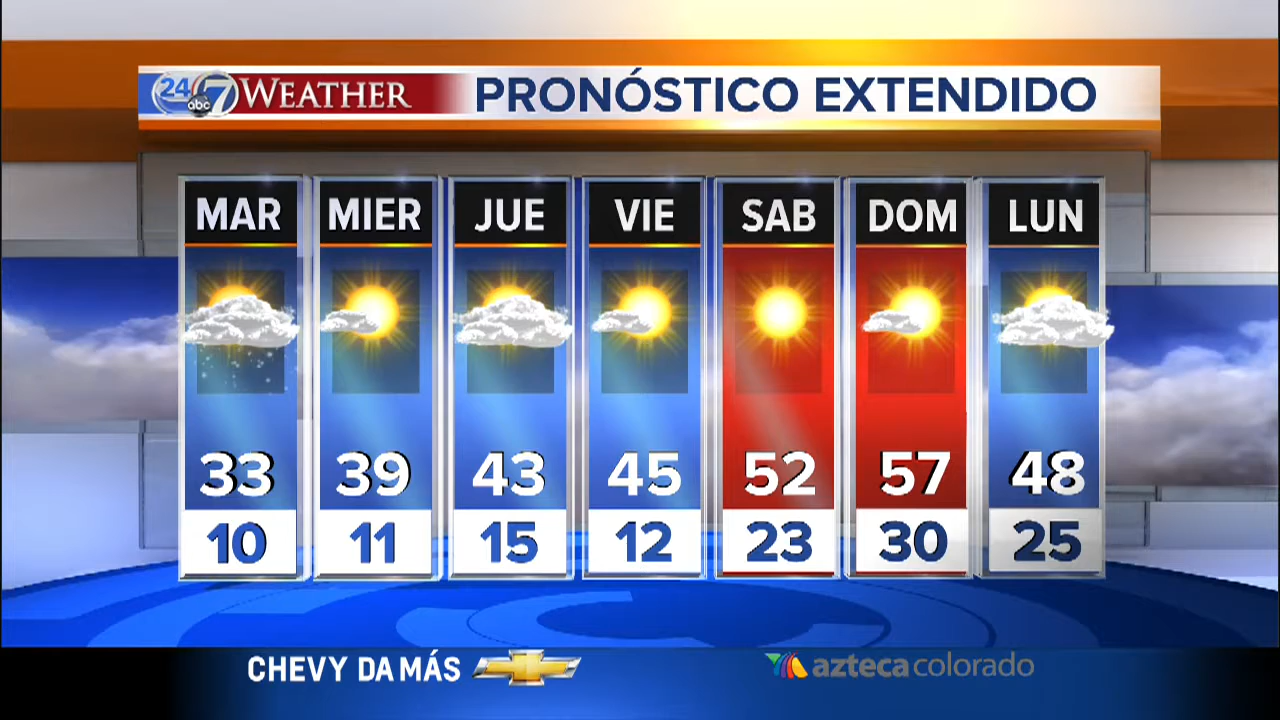 24 7 abc WEATHER PRONÓSTICO EXTENDIDO
MAR MIER JUE VIE SAB DOM LUN
33 39 43 45 52 57 48
10 11 15 12 23 30 25
CHEVY DA MÁS azteca colorado